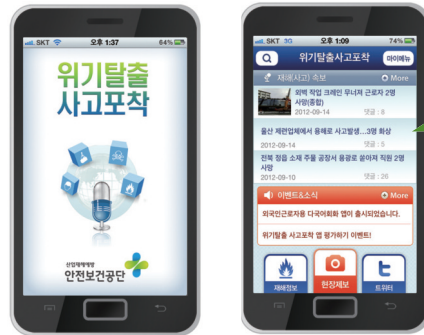 SKT 오후 1:37 64%
위기탈출
사고포착
산업재해예방
안전보건공단
SKT 3G 오후 1:09 74%
위기탈출사고포착 마이메뉴
재해(사고) 속보 More
외벽 작업 크레인 무너져 근로자 2명
사망(종합)
2012-09-14 댓글 : 8
울산 제련업체에서 용해로 사고발생...3명 화상
2012-09-14 댓글 : 5
전북 정읍 소재 주물 공장서 용광로 쏟아져 직원 2명
사망
2012-09-10 댓글 : 26
이벤트&소식 More
외국인근로자용 다국어회화 앱이 출시되었습니다.
위기탈출 사고포착 앱 평가하기 이벤트!
재해정보 현장제보 트위터